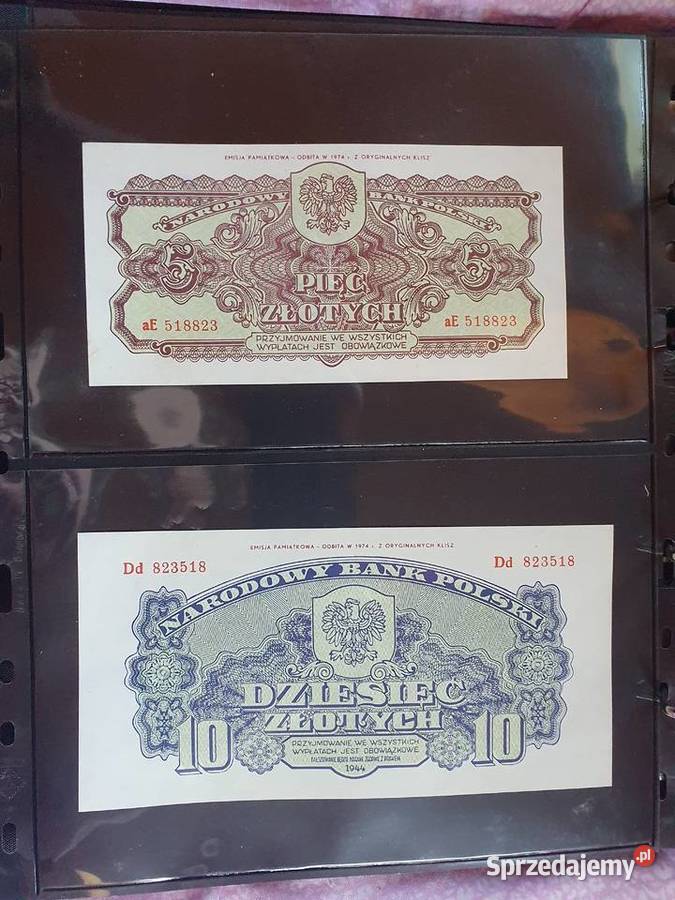 EMISJA PAMIĄTKOWA – ODBITA W 1974 r. Z ORYGINALNYCH KLISZ
NARODOWY BANK POLSKI
5 5
PIĘĆ
ZŁOTYCH
aE 518823 aE 518823
PRZYJMOWANIE WE WSZYSTKICH
WYPŁATACH JEST OBOWIĄZKOWE
EMISJA PAMIĄTKOWA – ODBITA W 1974 r. Z ORYGINALNYCH KLISZ
Dd 823518 Dd 823518
NARODOWY BANK POLSKI
DZIESIĘĆ
ZŁOTYCH
10 10
PRZYJMOWANIE WE WSZYSTKICH
WYPŁATACH JEST OBOWIĄZKOWE
1944
Sprzedajemy.pl